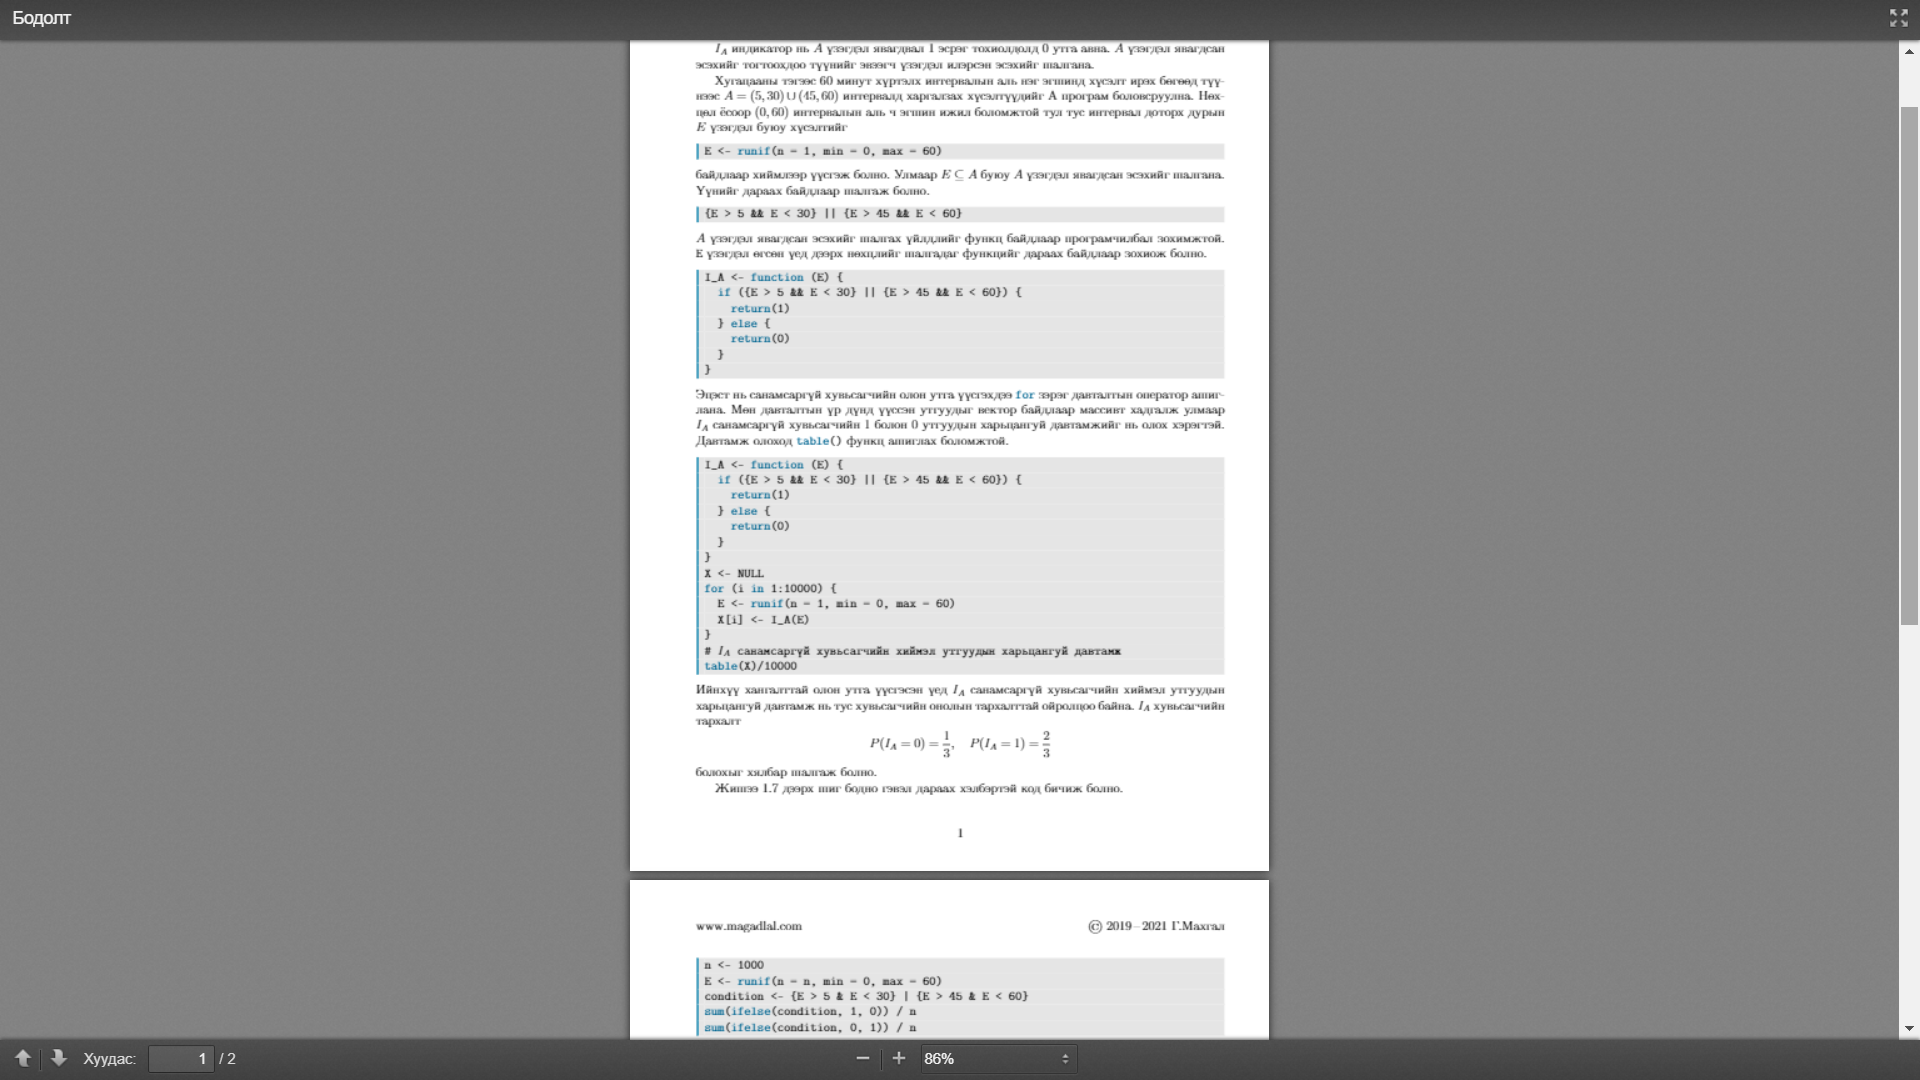 Бодолт
I_A индикатор нь A үзэгдэл явагдвал 1 эсрэг тохиолдолд 0 утга авна. A үзэгдэл явагдсан
эсэхийг тогтоохдоо түүнийг эвээгч үзэгдэл илэрсэн эсэхийг шалгана.
Хугацааны тэгээс 60 минут хүртэлх интервалын аль нэг эгшинд хүсэлт ирэх бөгөөд түү-
нээс A = (5, 30) ∪ (45, 60) интервалд харгалзах хүсэлтүүдийг А програм боловсруулна. Нөх-
цөл ёсоор (0, 60) интервалын аль ч эгшин ижил боломжтой тул тус интервал доторх дурын
E үзэгдэл буюу хүсэлтийг
E <- runif(n = 1, min = 0, max = 60)
байдлаар хиймлээр үүсгэж болно. Улмаар E ⊆ A буюу A үзэгдэл явагдсан эсэхийг шалгана.
Үүнийг дараах байдлаар шалгаж болно.
{E > 5 && E < 30} || {E > 45 && E < 60}
A үзэгдэл явагдсан эсэхийг шалгах үйлдлийг функц байдлаар програмчилбал зохимжтой.
E үзэгдэл өгсөн үед дээрх нөхцлийг шалгадаг функцийг дараах байдлаар зохиож болно.
I_A <- function (E) {
if ({E > 5 && E < 30} || {E > 45 && E < 60}) {
return(1)
} else {
return(0)
}
}
Эцэст нь санамсаргүй хувьсагчийн олон утга үүсгэхдээ for зэрэг давталтын оператор ашиг-
лана. Мөн давталтын үр дүнд үүссэн утгуудыг вектор байдлаар массивт хадгалж улмаар
I_A санамсаргүй хувьсагчийн 1 болон 0 утгуудын харьцангуй давтамжийг нь олох хэрэгтэй.
Давтамж олоход table() функц ашиглах боломжтой.
I_A <- function (E) {
if ({E > 5 && E < 30} || {E > 45 && E < 60}) {
return(1)
} else {
return(0)
}
}
X <- NULL
for (i in 1:10000) {
E <- runif(n = 1, min = 0, max = 60)
X[i] <- I_A(E)
}
# I_A санамсаргүй хувьсагчийн хиймэл утгуудын харьцангуй давтамж
table(X)/10000
Ийнхүү хангалттай олон утга үүсгэсэн үед I_A санамсаргүй хувьсагчийн хиймэл утгуудын
харьцангуй давтамж нь тус хувьсагчийн онолын тархалттай ойролцоо байна. I_A хувьсагчийн
тархалт
P(I_A = 0) = 1/3, P(I_A = 1) = 2/3
болохыг хялбар шалгаж болно.
Жишээ 1.7 дээрх шиг бодно гэвэл дараах хэлбэртэй код бичиж болно.
1
www.magadlal.com © 2019–2021 Г.Махгал
n <- 1000
E <- runif(n = n, min = 0, max = 60)
condition <- {E > 5 & E < 30} | {E > 45 & E < 60}
sum(ifelse(condition, 1, 0)) / n
sum(ifelse(condition, 0, 1)) / n
Хуудас: 1 / 2 86%